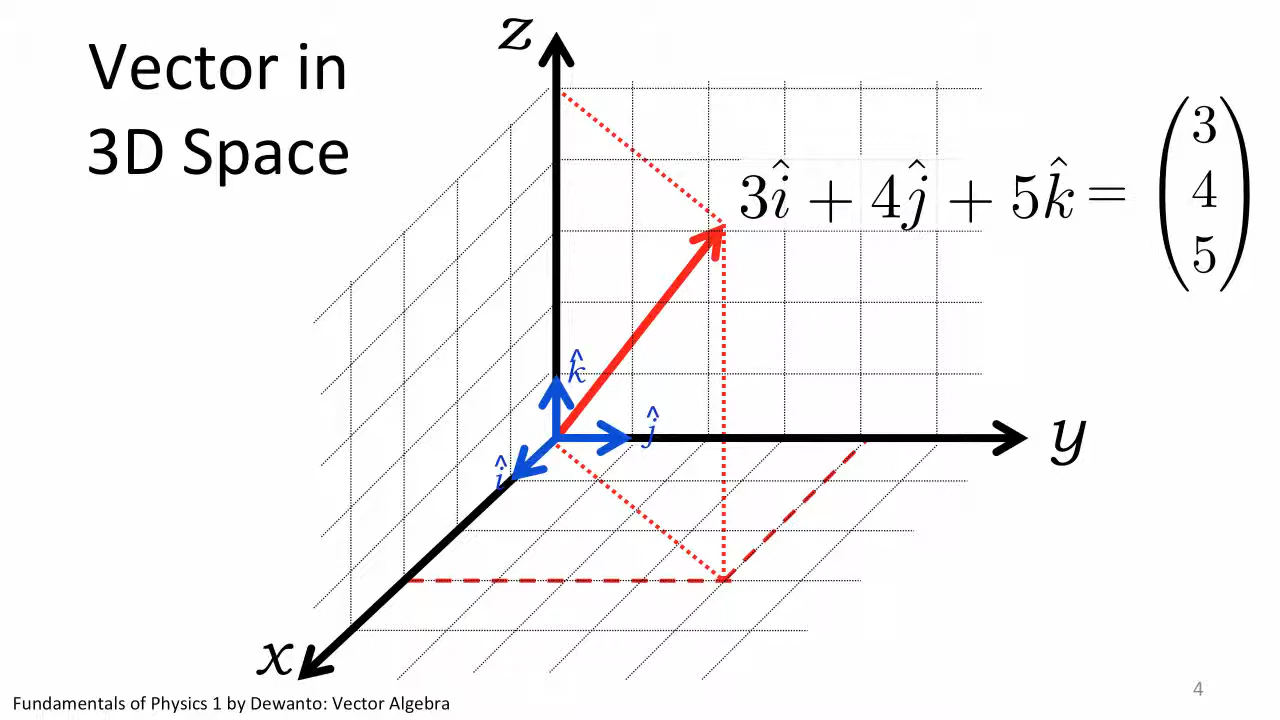 Vector in
3D Space
z
3î + 4ĵ + 5k̂ = (3
4
5)
k̂
ĵ
î
y
x
4
Fundamentals of Physics 1 by Dewanto: Vector Algebra